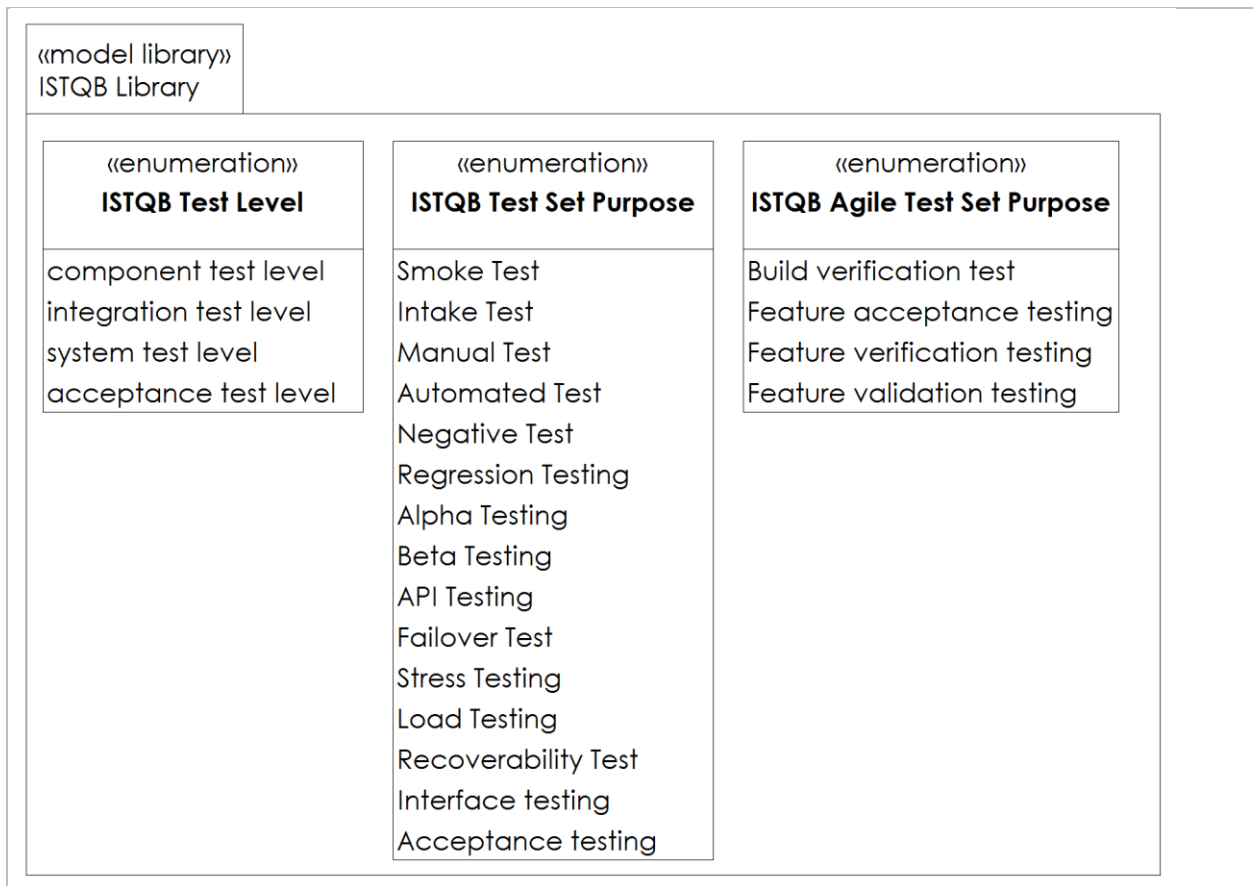 «model library»
ISTQB Library
«enumeration»
ISTQB Test Level
component test level
integration test level
system test level
acceptance test level
«enumeration»
ISTQB Test Set Purpose
Smoke Test
Intake Test
Manual Test
Automated Test
Negative Test
Regression Testing
Alpha Testing
Beta Testing
API Testing
Failover Test
Stress Testing
Load Testing
Recoverability Test
Interface testing
Acceptance testing
«enumeration»
ISTQB Agile Test Set Purpose
Build verification test
Feature acceptance testing
Feature verification testing
Feature validation testing